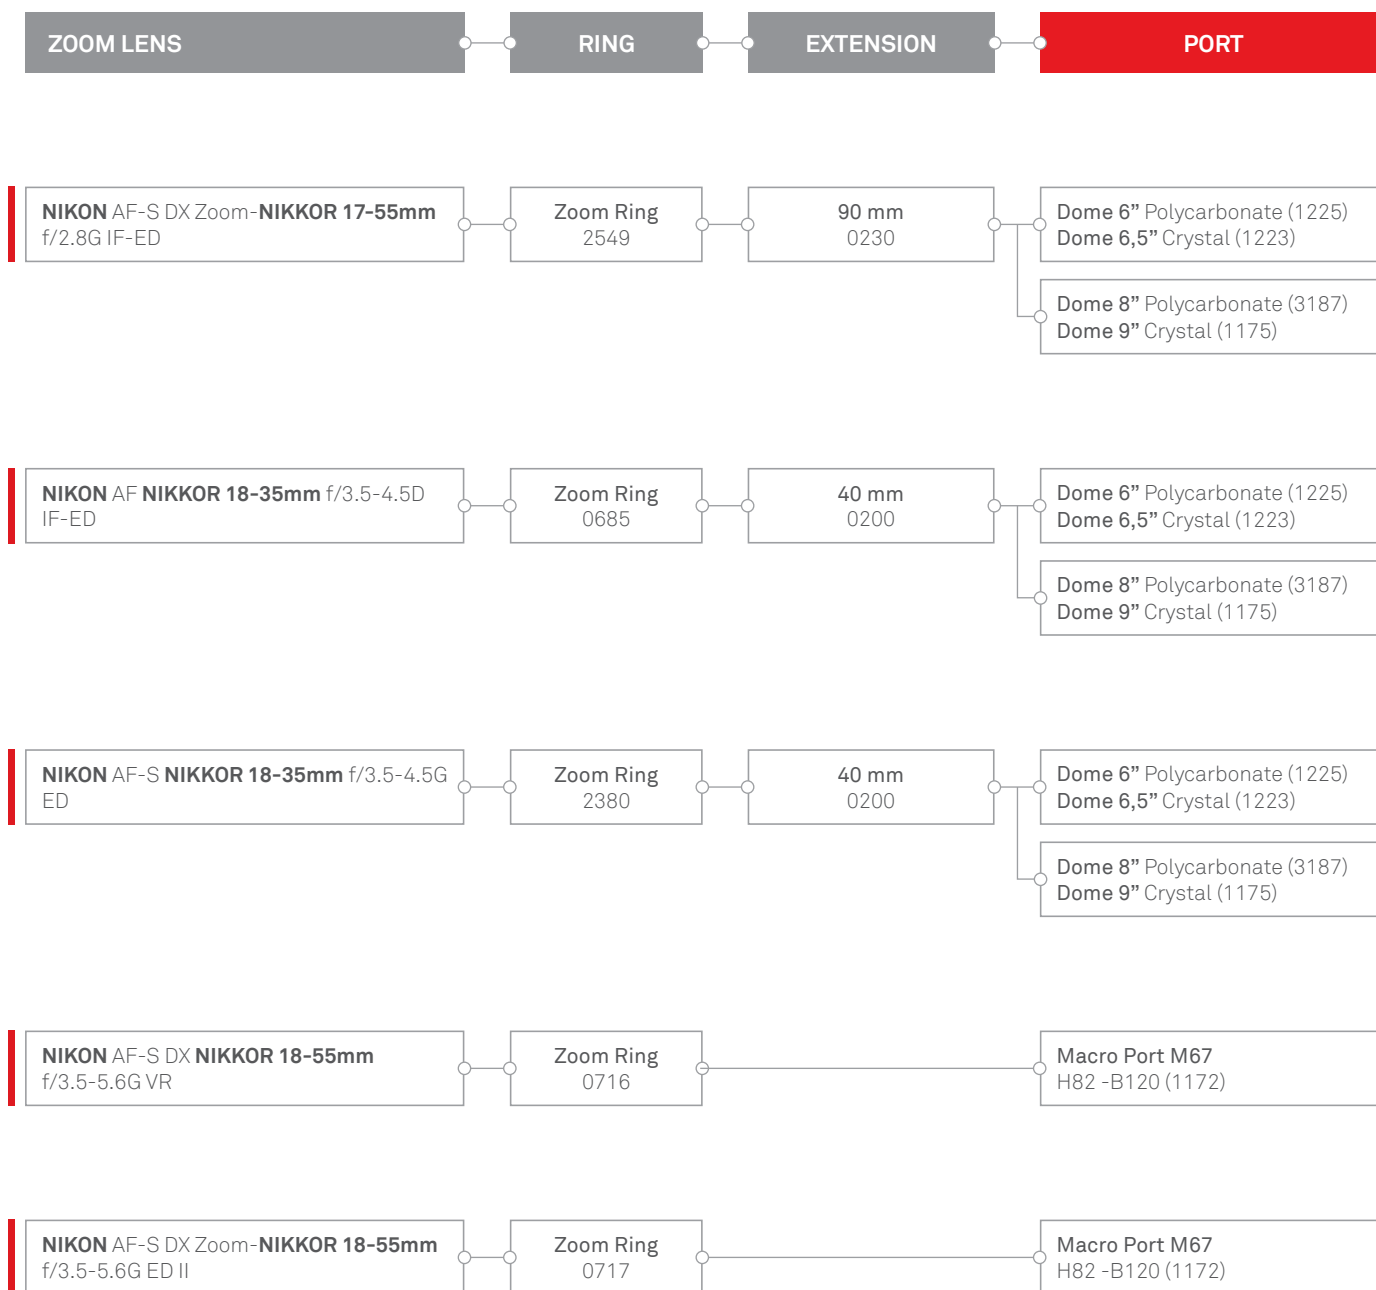 ZOOM LENS
RING
EXTENSION
PORT
NIKON AF-S DX Zoom-NIKKOR 17-55mm
f/2.8G IF-ED
Zoom Ring
2549
90 mm
0230
Dome 6” Polycarbonate (1225)
Dome 6,5” Crystal (1223)
Dome 8” Polycarbonate (3187)
Dome 9” Crystal (1175)
NIKON AF NIKKOR 18-35mm f/3.5-4.5D
IF-ED
Zoom Ring
0685
40 mm
0200
Dome 6” Polycarbonate (1225)
Dome 6,5” Crystal (1223)
Dome 8” Polycarbonate (3187)
Dome 9” Crystal (1175)
NIKON AF-S NIKKOR 18-35mm f/3.5-4.5G
ED
Zoom Ring
2380
40 mm
0200
Dome 6” Polycarbonate (1225)
Dome 6,5” Crystal (1223)
Dome 8” Polycarbonate (3187)
Dome 9” Crystal (1175)
NIKON AF-S DX NIKKOR 18-55mm
f/3.5-5.6G VR
Zoom Ring
0716
Macro Port M67
H82 -B120 (1172)
NIKON AF-S DX Zoom-NIKKOR 18-55mm
f/3.5-5.6G ED II
Zoom Ring
0717
Macro Port M67
H82 -B120 (1172)